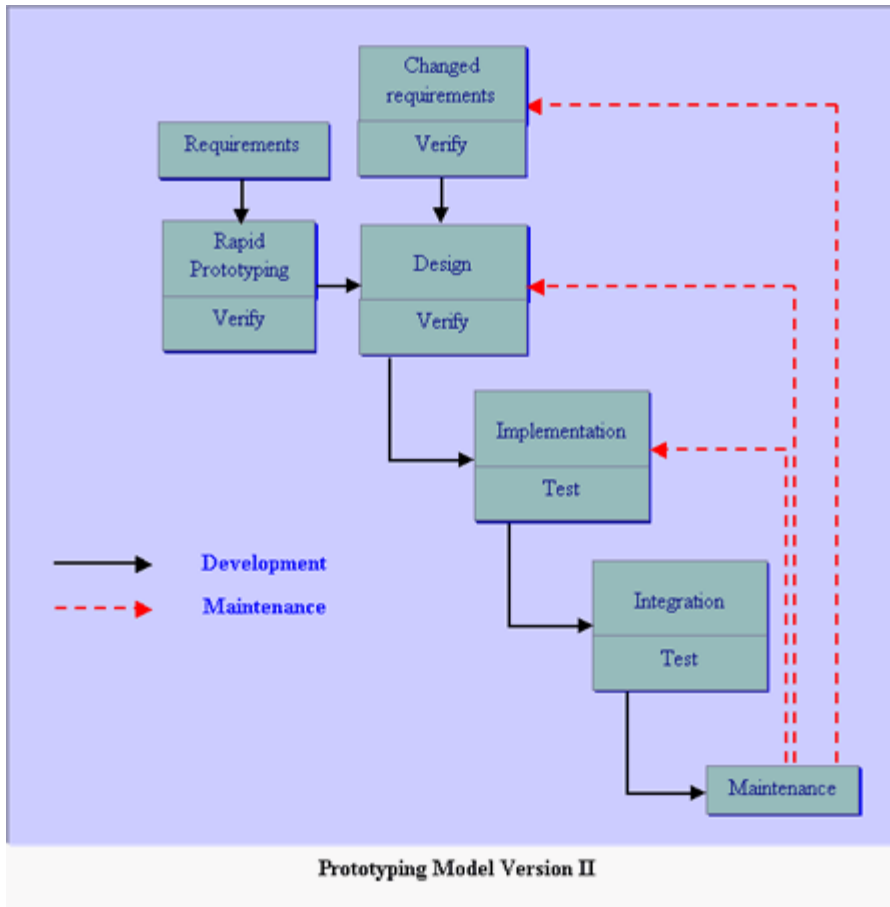 Changed
requirements
Verify
Requirements
Rapid
Prototyping
Verify
Design
Verify
Implementation
Test
Integration
Test
Maintenance
Development
Maintenance
Prototyping Model Version II